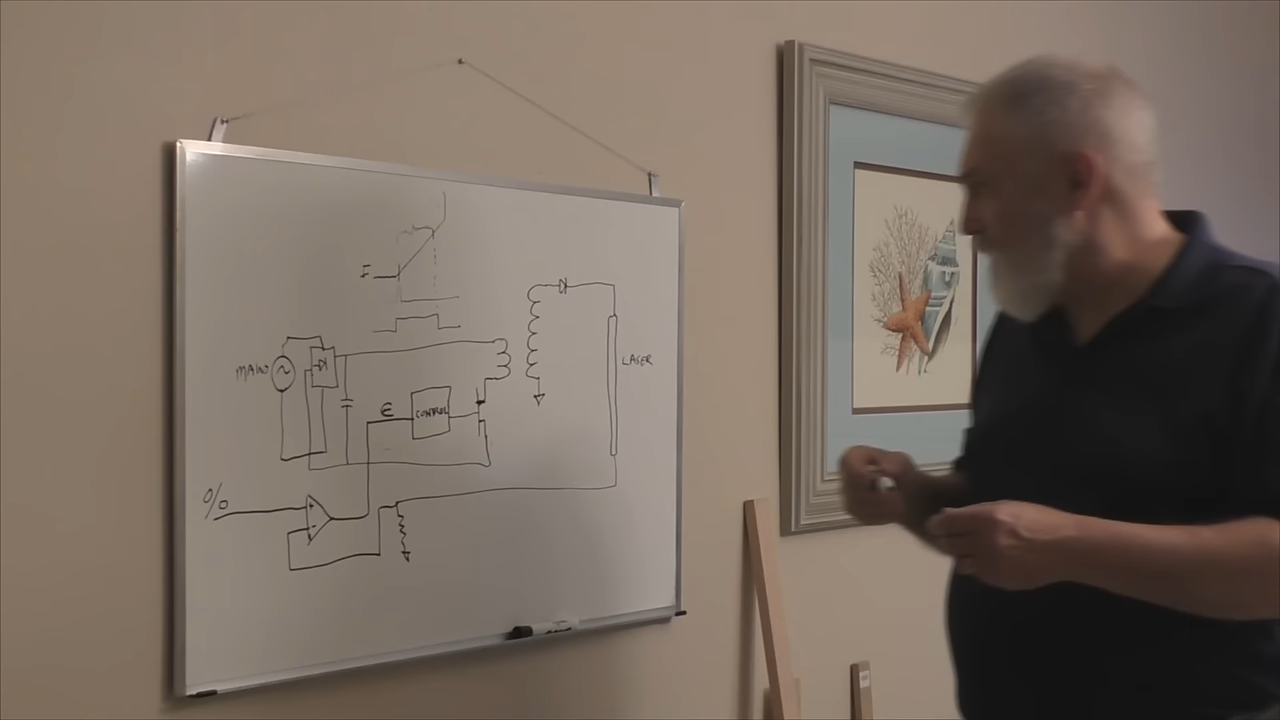 I
MAINS
LASER
E
CONTROL
%